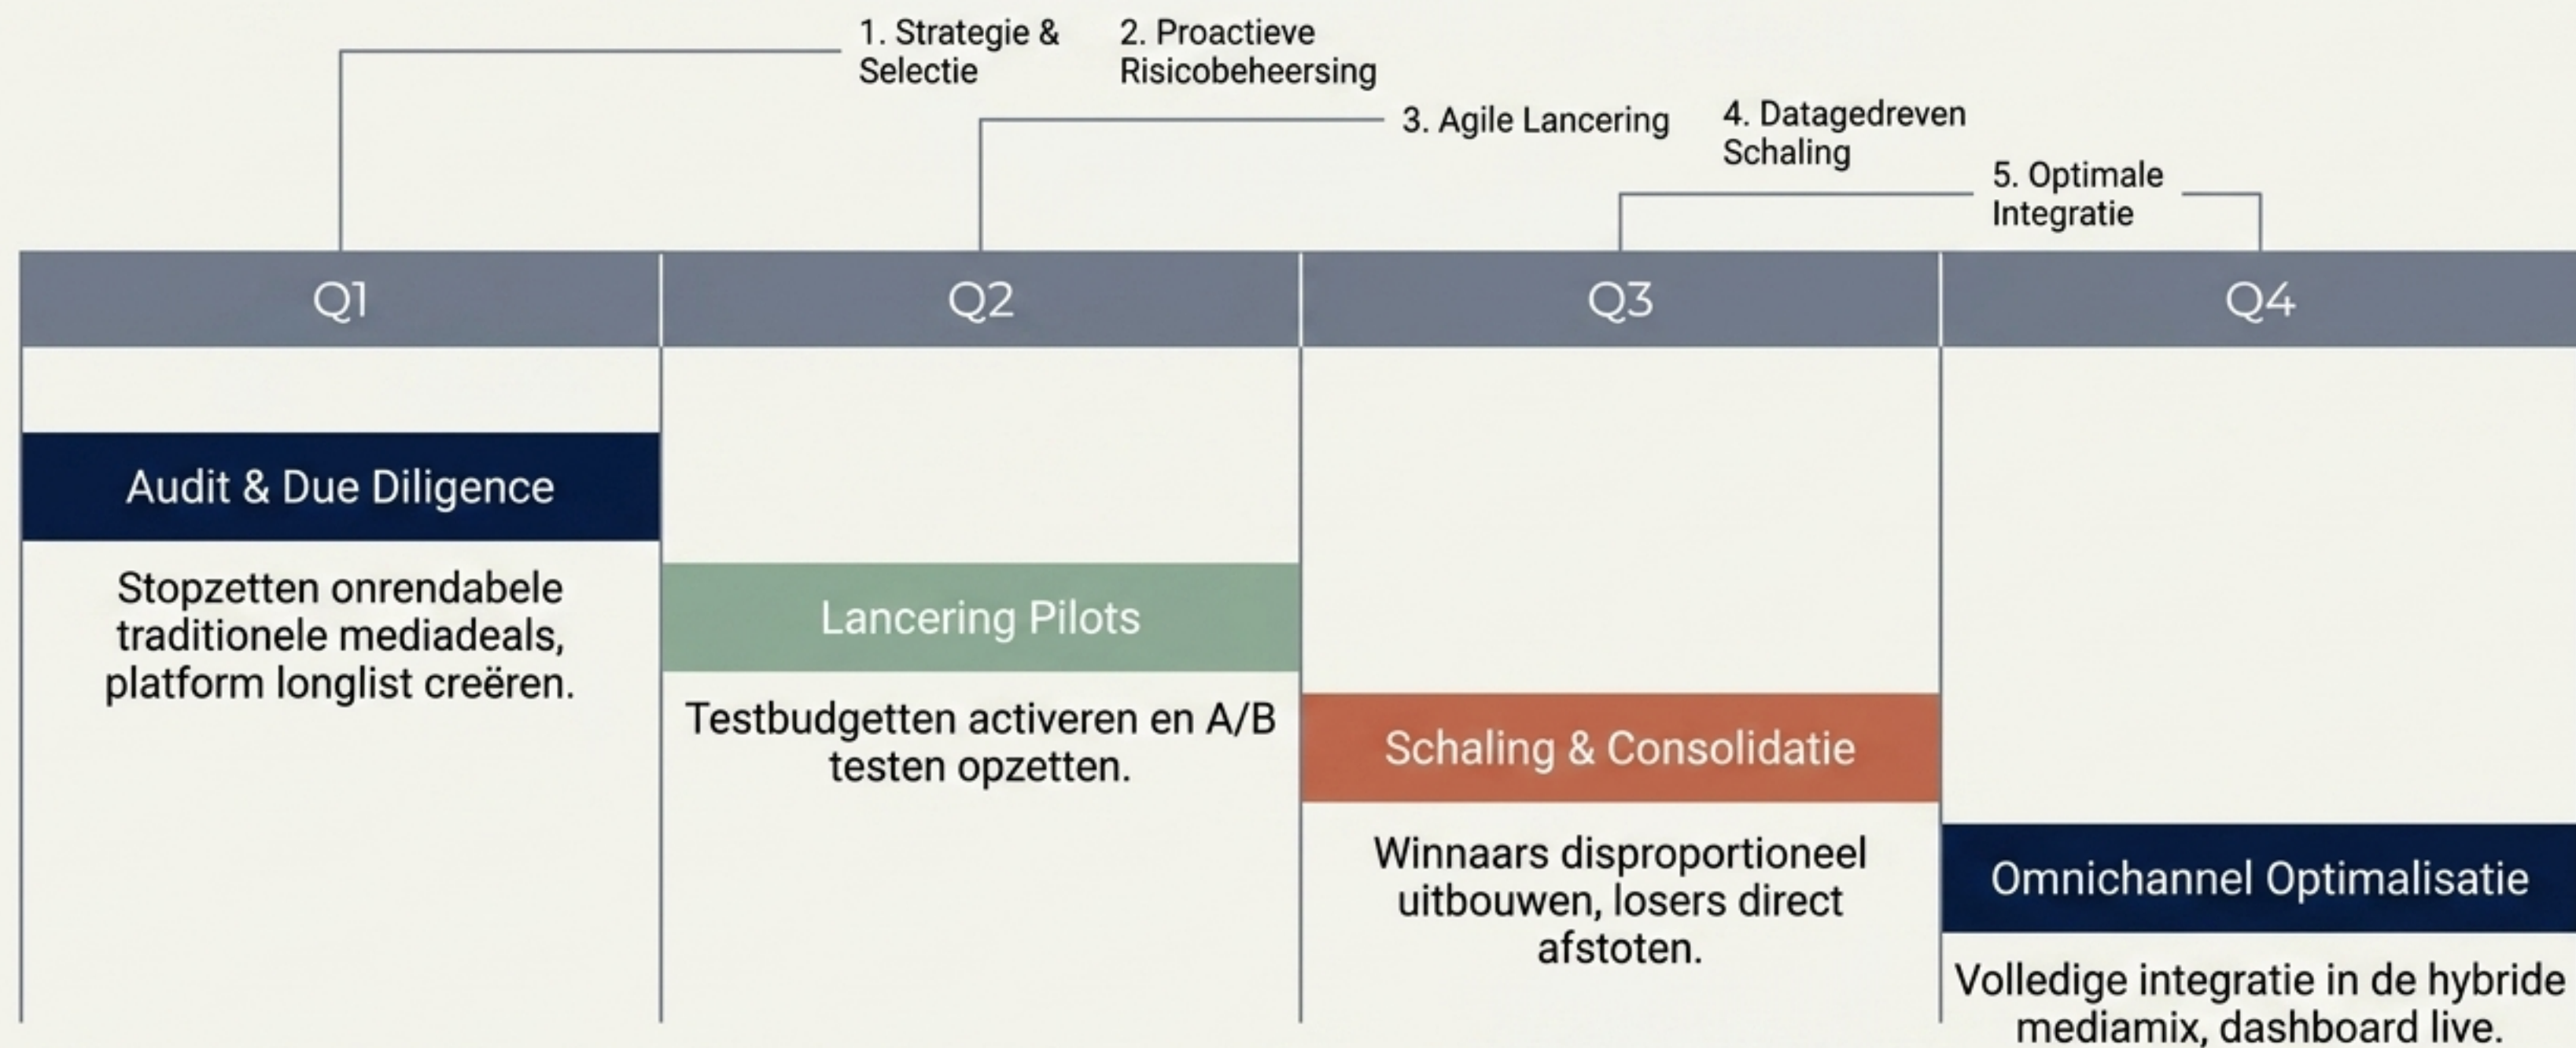 1. Strategie &
Selectie
2. Proactieve
Risicobeheersing
3. Agile Lancering
4. Datagedreven
Schaling
5. Optimale
Integratie
Q1
Q2
Q3
Q4
Audit & Due Diligence
Stopzetten onrendabele
traditionele mediadeals,
platform longlist creëren.
Lancering Pilots
Testbudgetten activeren en A/B
testen opzetten.
Schaling & Consolidatie
Winnaars disproportioneel
uitbouwen, losers direct
afstoten.
Omnichannel Optimalisatie
Volledige integratie in de hybride
mediamix, dashboard live.